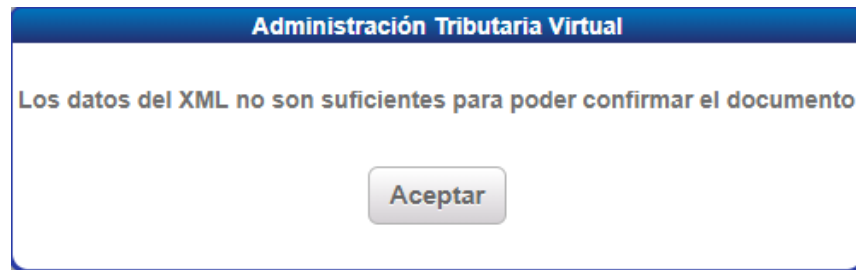 Administración Tributaria Virtual
Los datos del XML no son suficientes para poder confirmar el documento
Aceptar